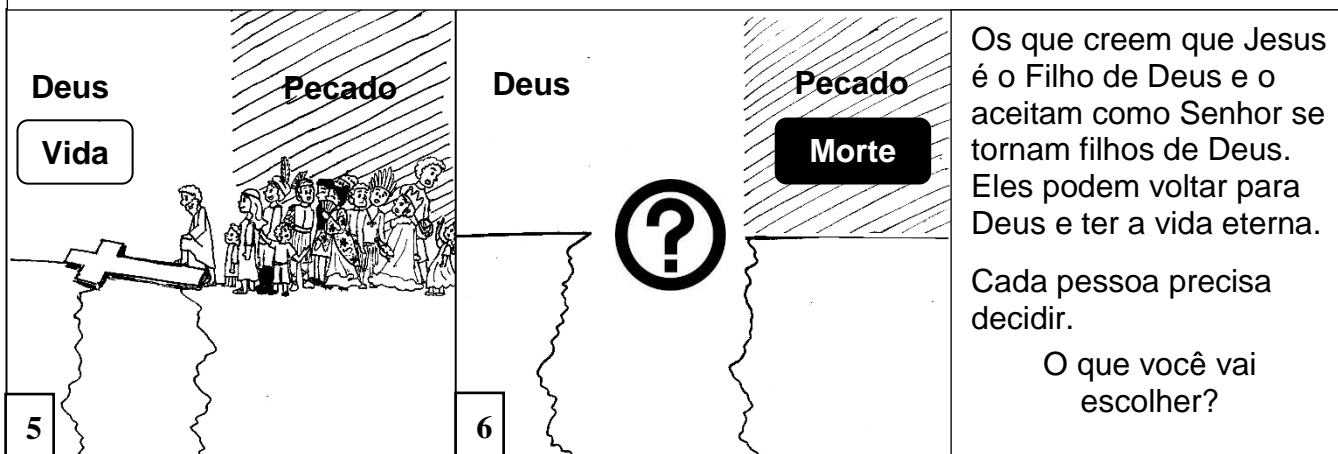 Deus
Pecado
Vida
5
Deus
Pecado
Morte
?
6
Os que creem que Jesus
é o Filho de Deus e o
aceitam como Senhor se
tornam filhos de Deus.
Eles podem voltar para
Deus e ter a vida eterna.
Cada pessoa precisa
decidir.
O que você vai
escolher?